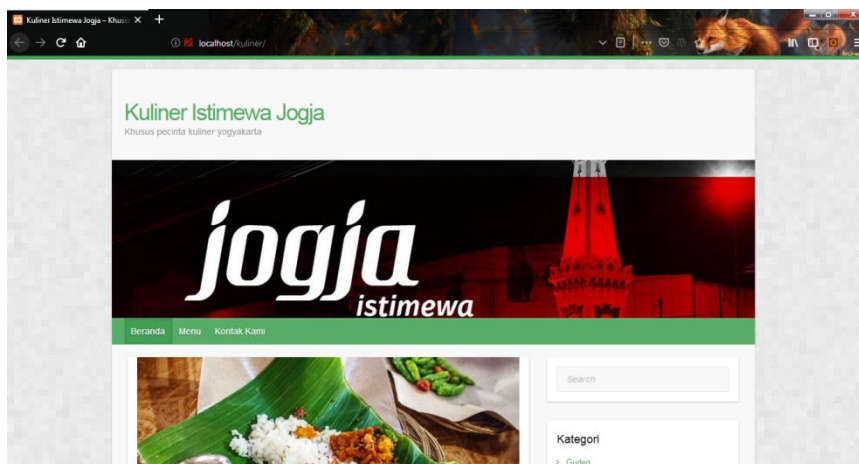 Kuliner Istimewa Jogja – Khusu
localhost/kuliner/
Kuliner Istimewa Jogja
Khusus pecinta kuliner yogyakarta
jogja
istimewa
Beranda Menu Kontak Kami
Search
Kategori
> Gudeg